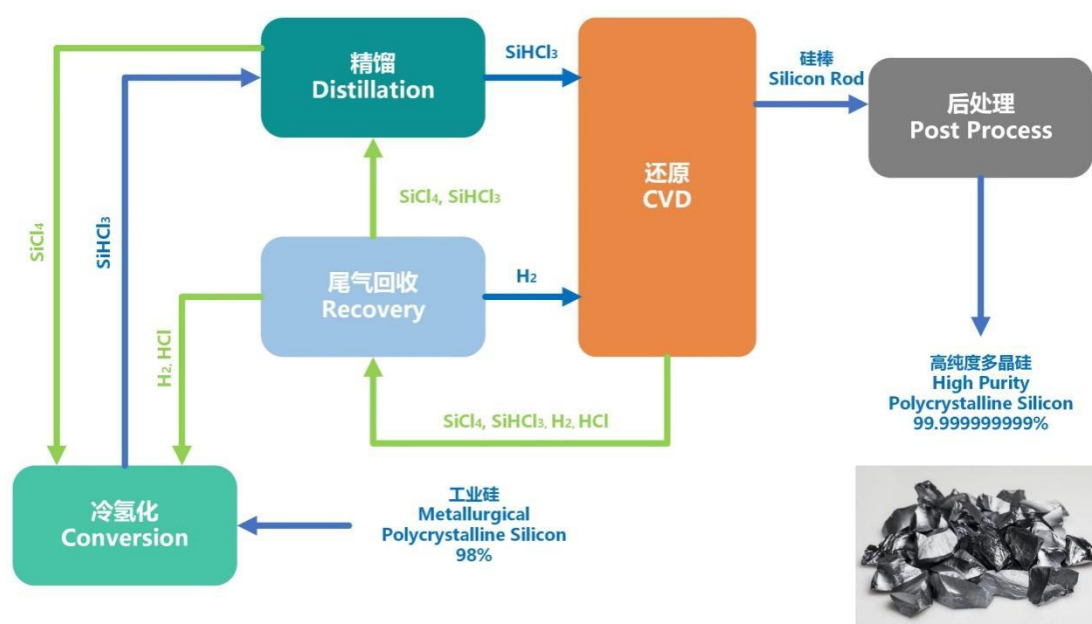 精馏
Distillation
SiHCl₃
硅棒
Silicon Rod
后处理
Post Process
还原
CVD
SiCl₄
SiHCl₃
SiCl₄, SiHCl₃
尾气回收
Recovery
H₂
H₂, HCl
SiCl₄, SiHCl₃, H₂, HCl
高纯度多晶硅
High Purity
Polycrystalline Silicon
99.999999999%
冷氢化
Conversion
工业硅
Metallurgical
Polycrystalline Silicon
98%